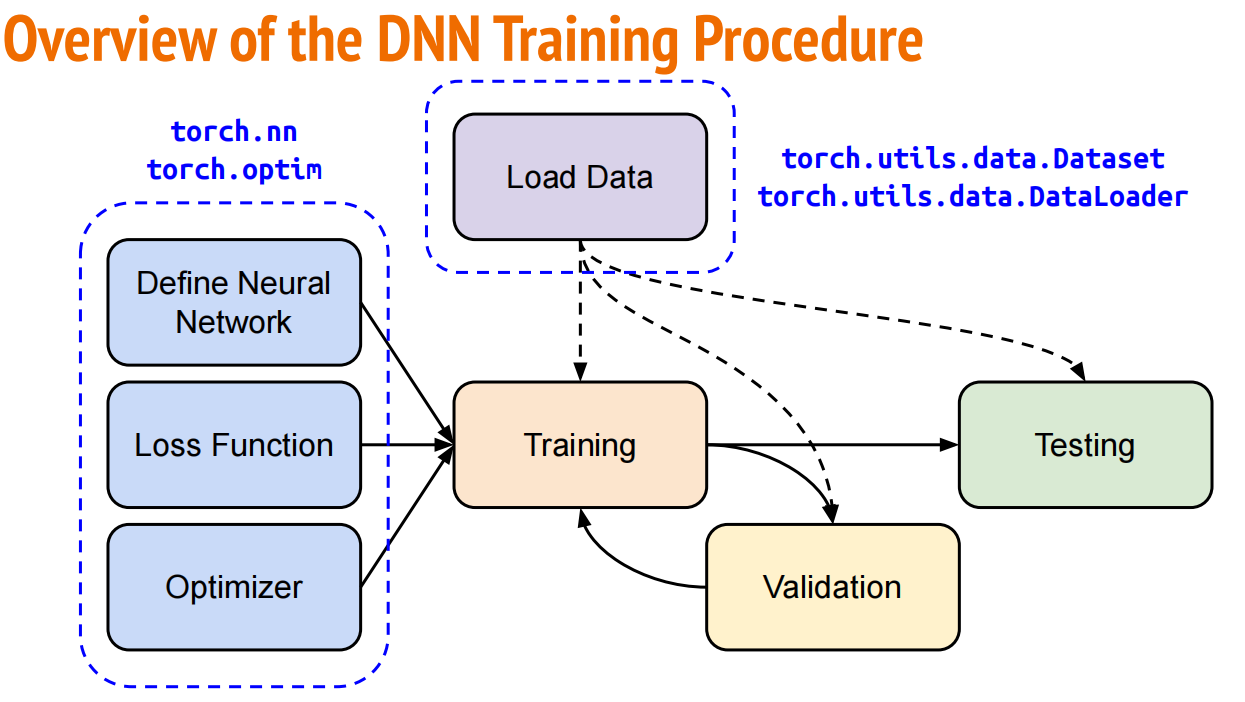 Overview of the DNN Training Procedure
torch.nn
torch.optim
Load Data
torch.utils.data.Dataset
torch.utils.data.DataLoader
Define Neural
Network
Loss Function
Training
Testing
Optimizer
Validation